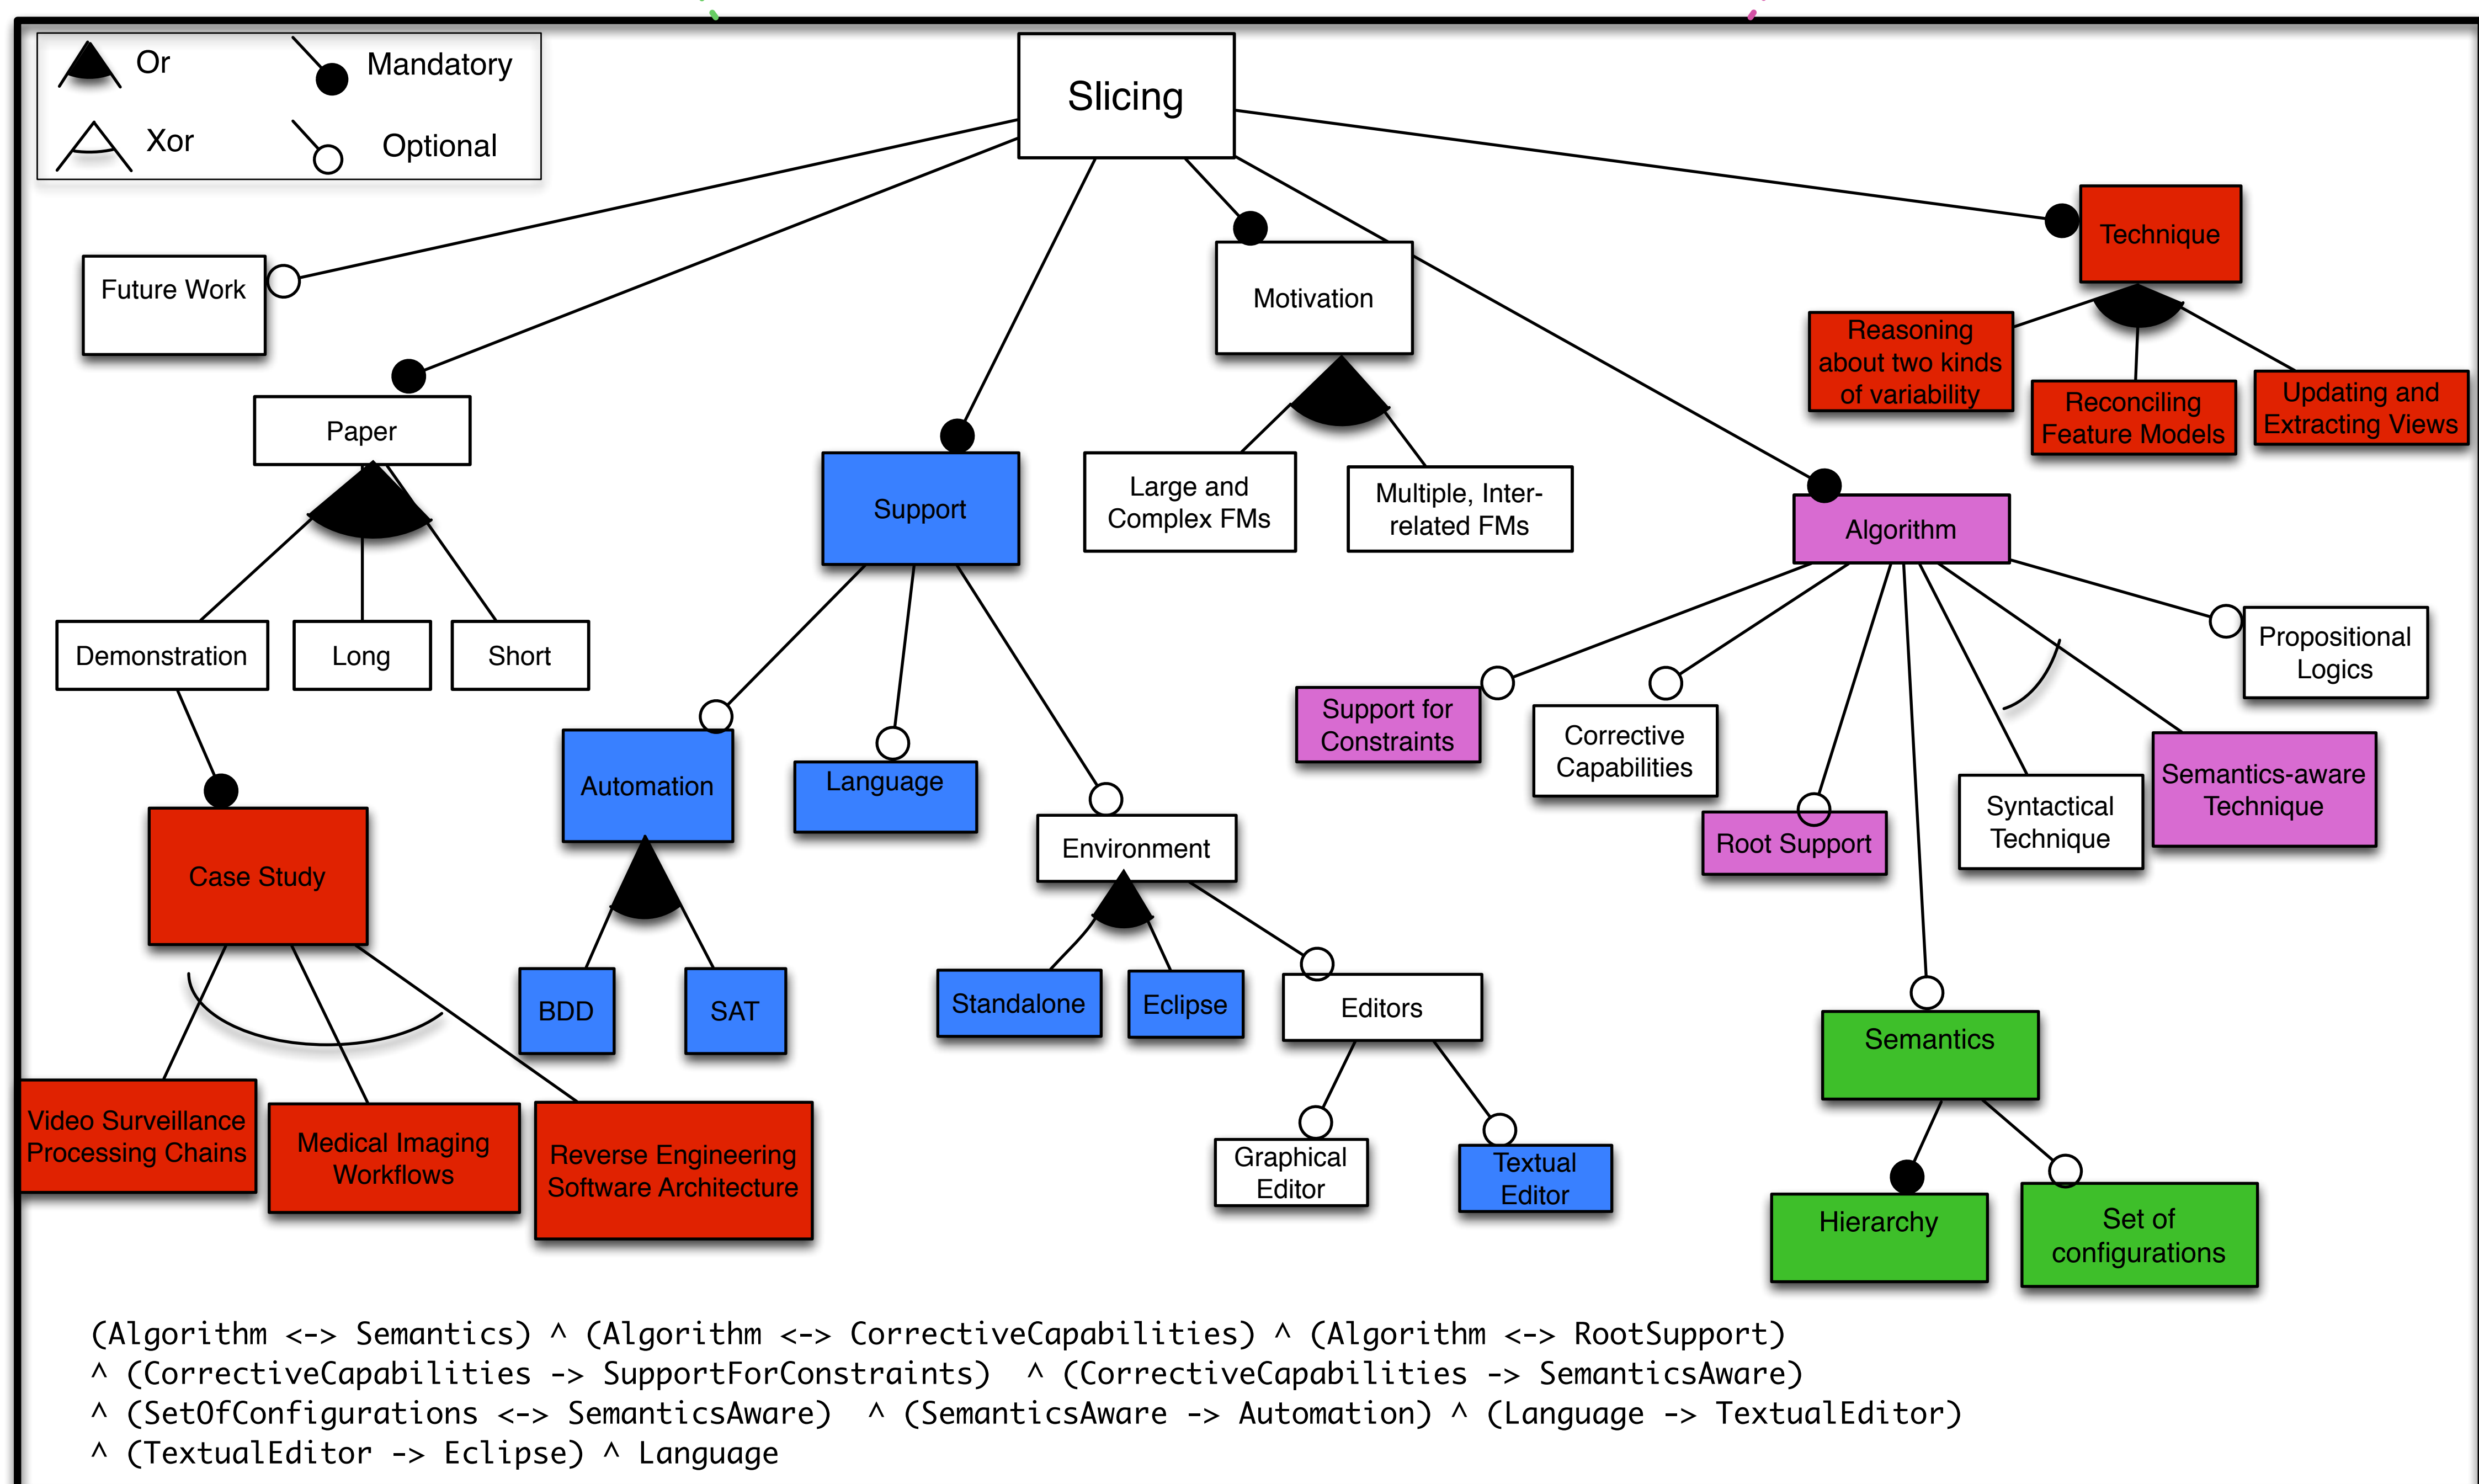 Or
Mandatory
Xor
Optional
Slicing
Technique
Future Work
Motivation
Reasoning
about two kinds
of variability
Reconciling
Feature Models
Updating and
Extracting Views
Paper
Support
Large and
Complex FMs
Multiple, Inter-
related FMs
Algorithm
Demonstration
Long
Short
Propositional
Logics
Support for
Constraints
Corrective
Capabilities
Automation
Language
Environment
Root Support
Syntactical
Technique
Semantics-aware
Technique
Case Study
BDD
SAT
Standalone
Eclipse
Editors
Semantics
Video Surveillance
Processing Chains
Medical Imaging
Workflows
Reverse Engineering
Software Architecture
Graphical
Editor
Textual
Editor
Hierarchy
Set of
configurations
(Algorithm <-> Semantics) ^ (Algorithm <-> CorrectiveCapabilities) ^ (Algorithm <-> RootSupport)
^ (CorrectiveCapabilities -> SupportForConstraints) ^ (CorrectiveCapabilities -> SemanticsAware)
^ (SetOfConfigurations <-> SemanticsAware) ^ (SemanticsAware -> Automation) ^ (Language -> TextualEditor)
^ (TextualEditor -> Eclipse) ^ Language